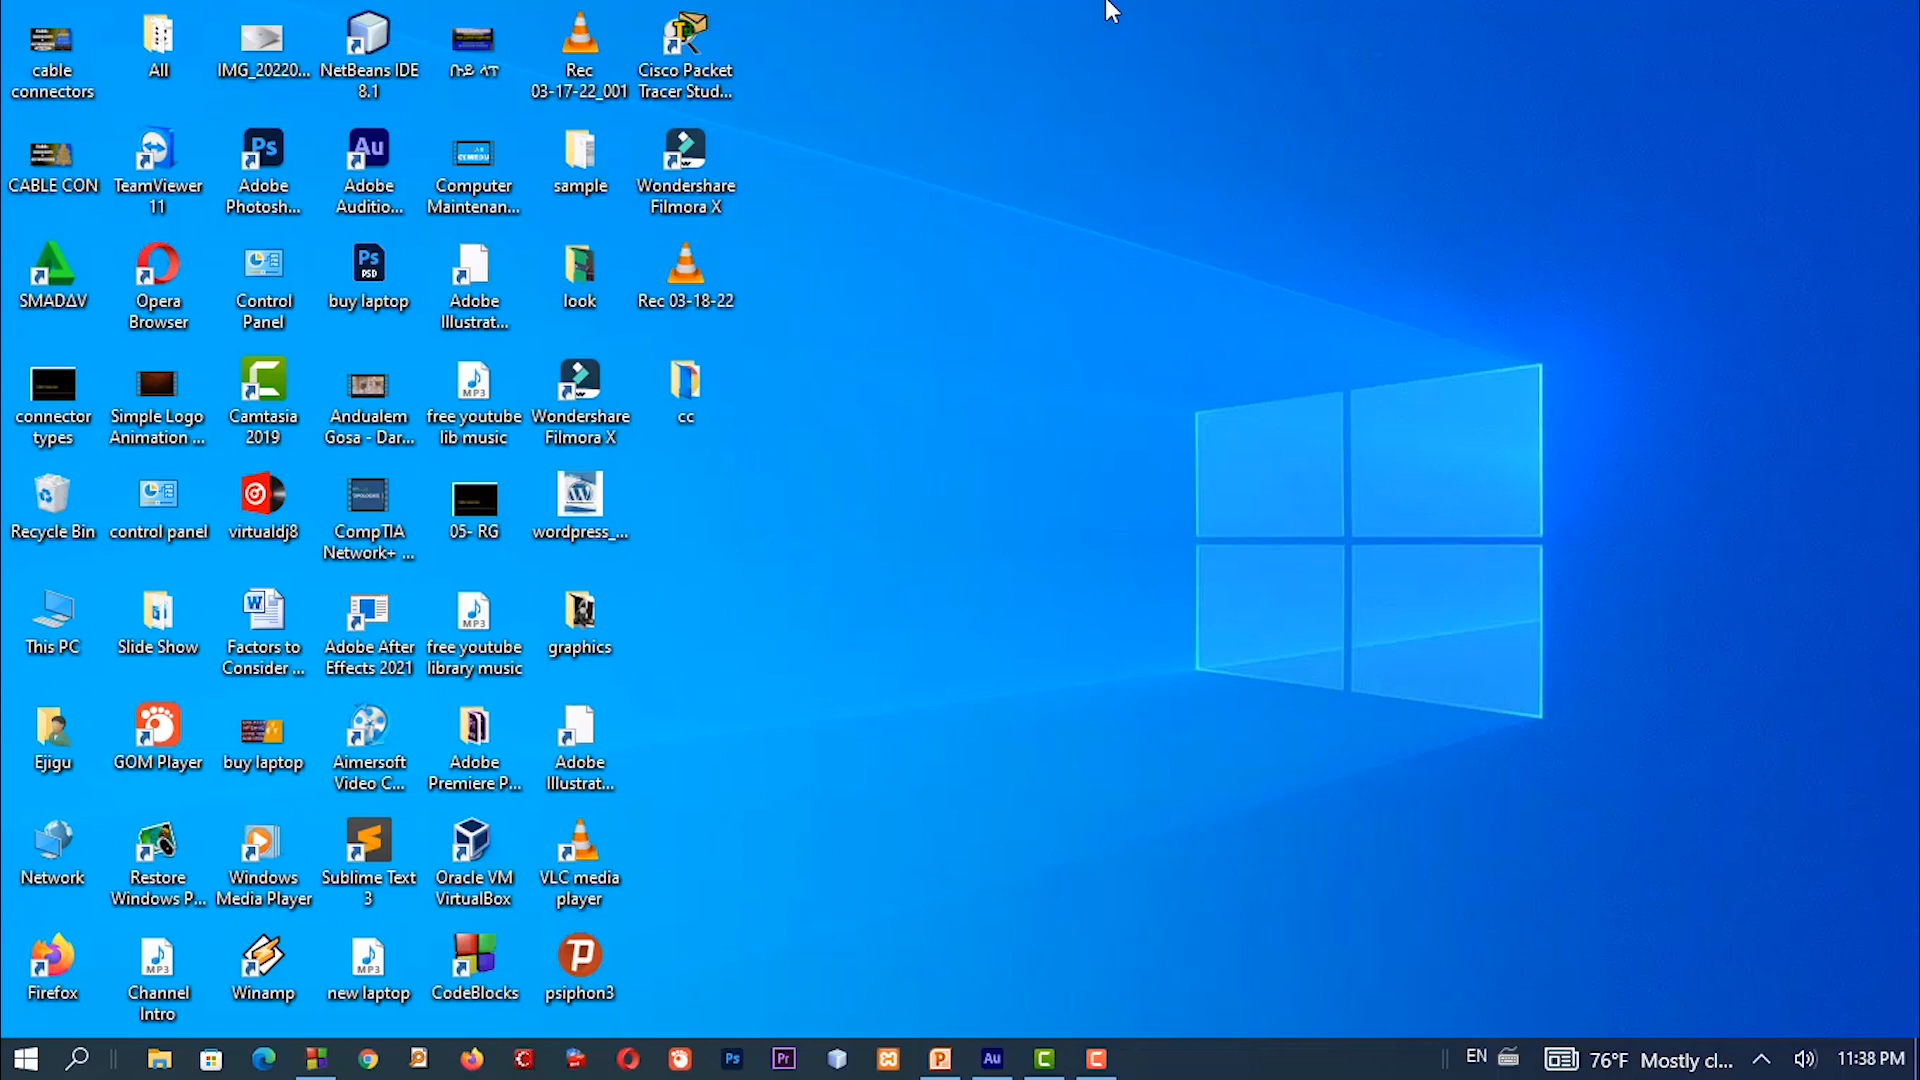 cable
connectors
All
IMG_20220...
NetBeans IDE
8.1
Rec
03-17-22_001
Cisco Packet
Tracer Stud...
CABLE CON
TeamViewer
11
Adobe
Photosh...
Adobe
Auditio...
Computer
Maintenan...
sample
Wondershare
Filmora X
SMADΔV
Opera
Browser
Control
Panel
buy laptop
Adobe
Illustrat...
look
Rec 03-18-22
connector
types
Simple Logo
Animation ...
Camtasia
2019
Andualem
Gosa - Dar...
free youtube
lib music
Wondershare
Filmora X
cc
Recycle Bin
control panel
virtualdj8
CompTIA
Network+ ...
05- RG
wordpress_...
This PC
Slide Show
Factors to
Consider ...
Adobe After
Effects 2021
free youtube
library music
graphics
Ejigu
GOM Player
buy laptop
Aimersoft
Video C...
Adobe
Premiere P...
Adobe
Illustrat...
Network
Restore
Windows P...
Windows
Media Player
Sublime Text
3
Oracle VM
VirtualBox
VLC media
player
Firefox
Channel
Intro
Winamp
new laptop
CodeBlocks
psiphon3
EN
76°F Mostly cl...
11:38 PM